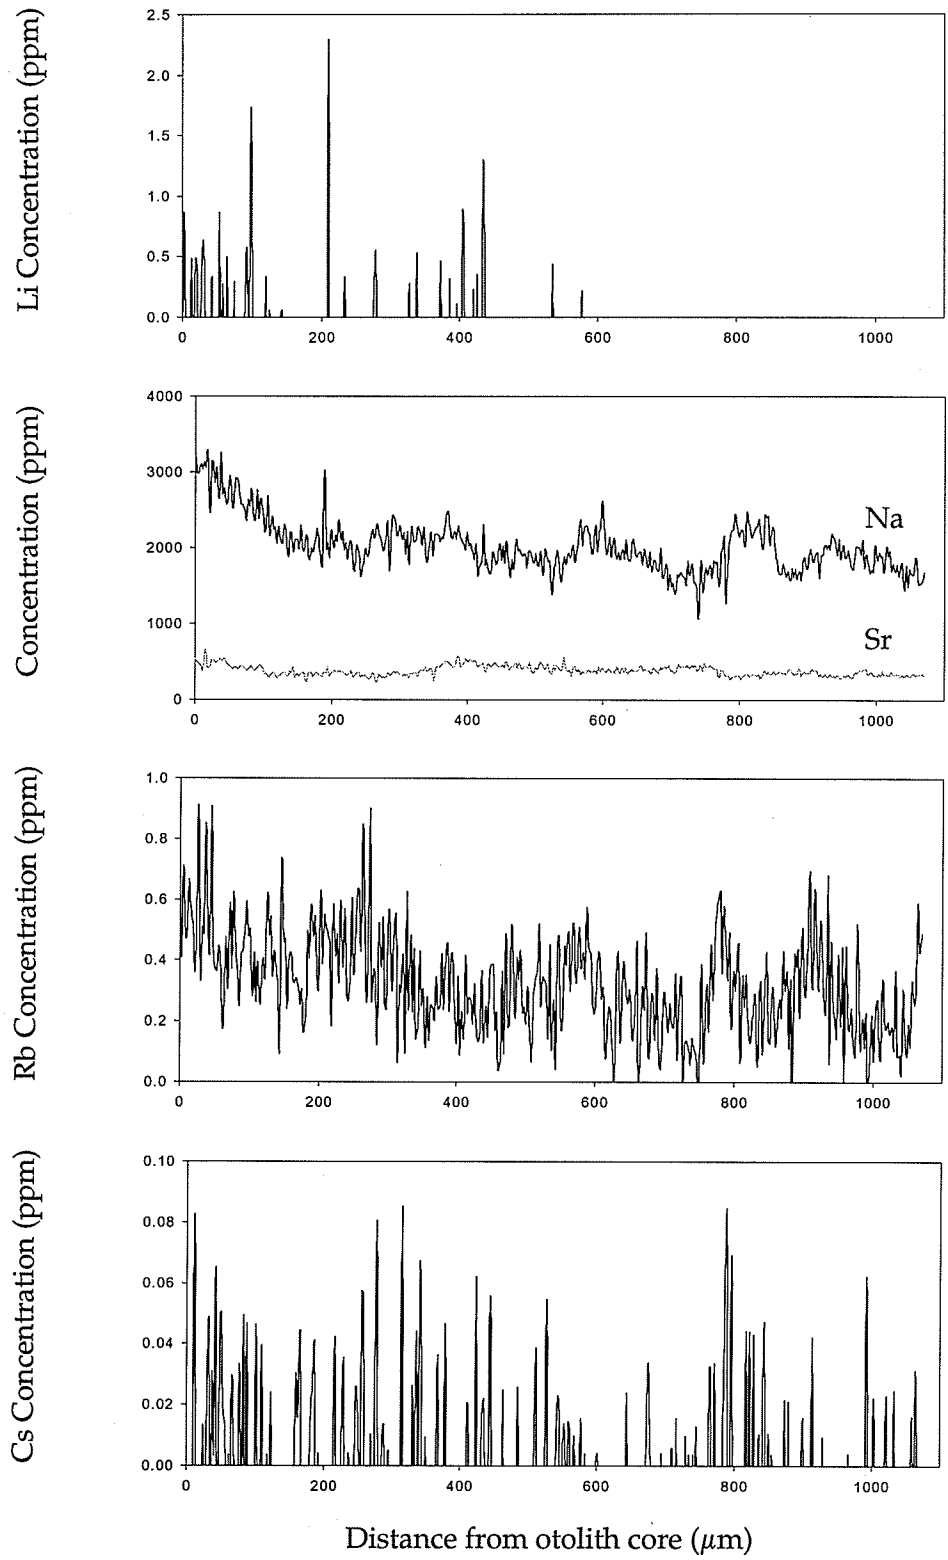 Li Concentration (ppm)
2.5
2.0
1.5
1.0
0.5
0.0
0 200 400 600 800 1000
Concentration (ppm)
4000
3000
2000
1000
0
Na
Sr
0 200 400 600 800 1000
Rb Concentration (ppm)
1.0
0.8
0.6
0.4
0.2
0.0
0 200 400 600 800 1000
Cs Concentration (ppm)
0.10
0.08
0.06
0.04
0.02
0.00
0 200 400 600 800 1000
Distance from otolith core (μm)